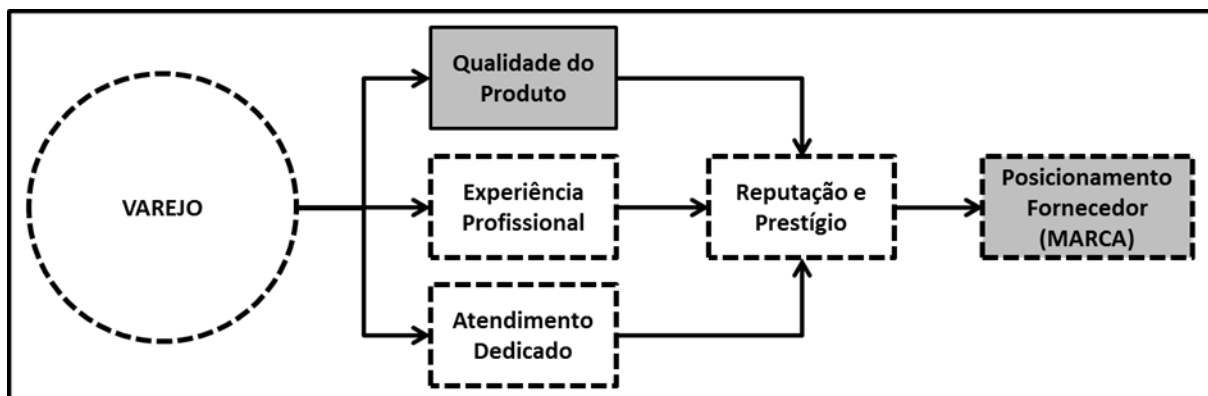 VAREJO
Qualidade do
Produto
Experiência
Profissional
Atendimento
Dedicado
Reputação e
Prestígio
Posicionamento
Fornecedor
(MARCA)